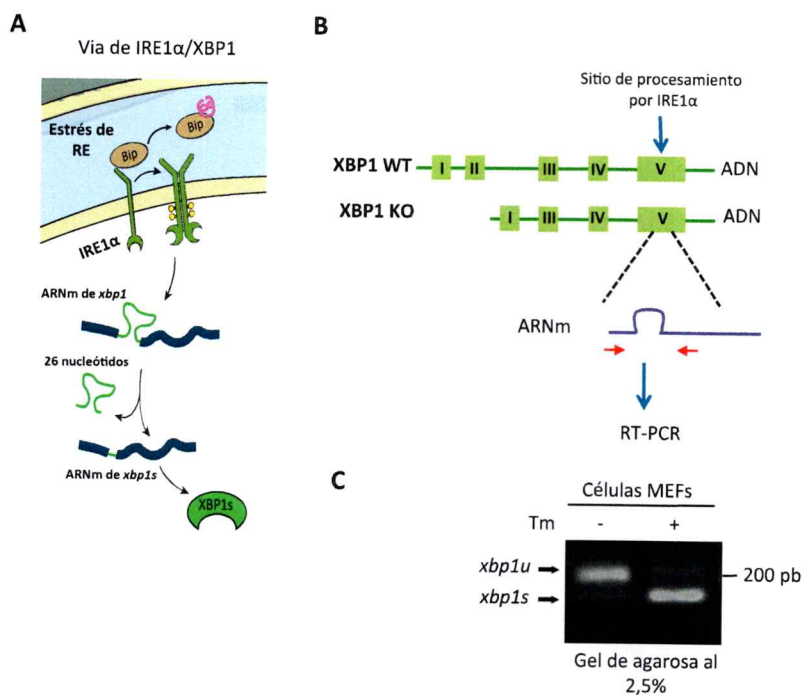 A
Via de IRE1α/XBP1
Estrés de
RE
Bip
Bip
IRE1α
ARNm de xbp1
26 nucleótidos
ARNm de xbp1s
XBP1s
B
Sitio de procesamiento
por IRE1α
XBP1 WT
I
II
III
IV
V
ADN
XBP1 KO
I
III
IV
V
ADN
ARNm
RT-PCR
C
Células MEFs
Tm - +
xbp1u
200 pb
xbp1s
Gel de agarosa al
2,5%